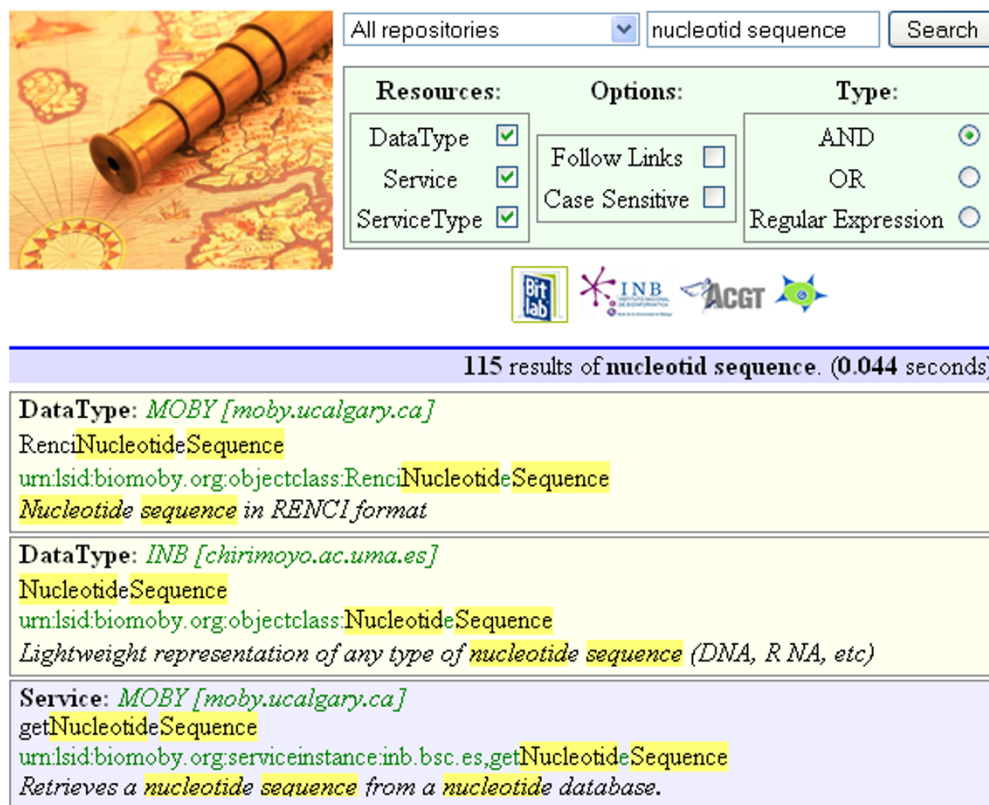 All repositories nucleotid sequence Search
Resources: Options: Type:
DataType
Service
ServiceType
Follow Links
Case Sensitive
AND
OR
Regular Expression
Bit lab
INB
ACGT
115 results of nucleotid sequence. (0.044 seconds)
DataType: MOBY [moby.ucalgary.ca]
RenciNucleotideSequence
urn:lsid:biomoby.org:objectclass:RenciNucleotideSequence
Nucleotide sequence in RENCI format
DataType: INB [chirimoyo.ac.uma.es]
NucleotideSequence
urn:lsid:biomoby.org:objectclass:NucleotideSequence
Lightweight representation of any type of nucleotide sequence (DNA, R NA, etc)
Service: MOBY [moby.ucalgary.ca]
getNucleotideSequence
urn:lsid:biomoby.org:serviceinstance:inb.bsc.es,getNucleotideSequence
Retrieves a nucleotide sequence from a nucleotide database.